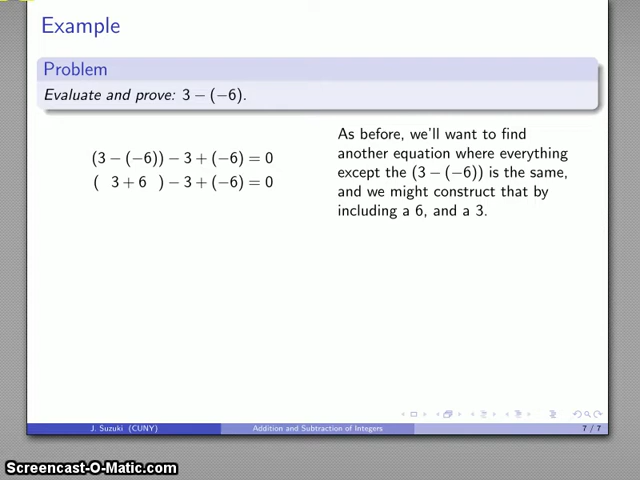 Example
Problem
Evaluate and prove: 3 − (−6).
(3 − (−6)) − 3 + (−6) = 0
( 3 + 6 ) − 3 + (−6) = 0
As before, we'll want to find
another equation where everything
except the (3 − (−6)) is the same,
and we might construct that by
including a 6, and a 3.
J. Suzuki (CUNY)
Addition and Subtraction of Integers
7 / 7
Screencast-O-Matic.com